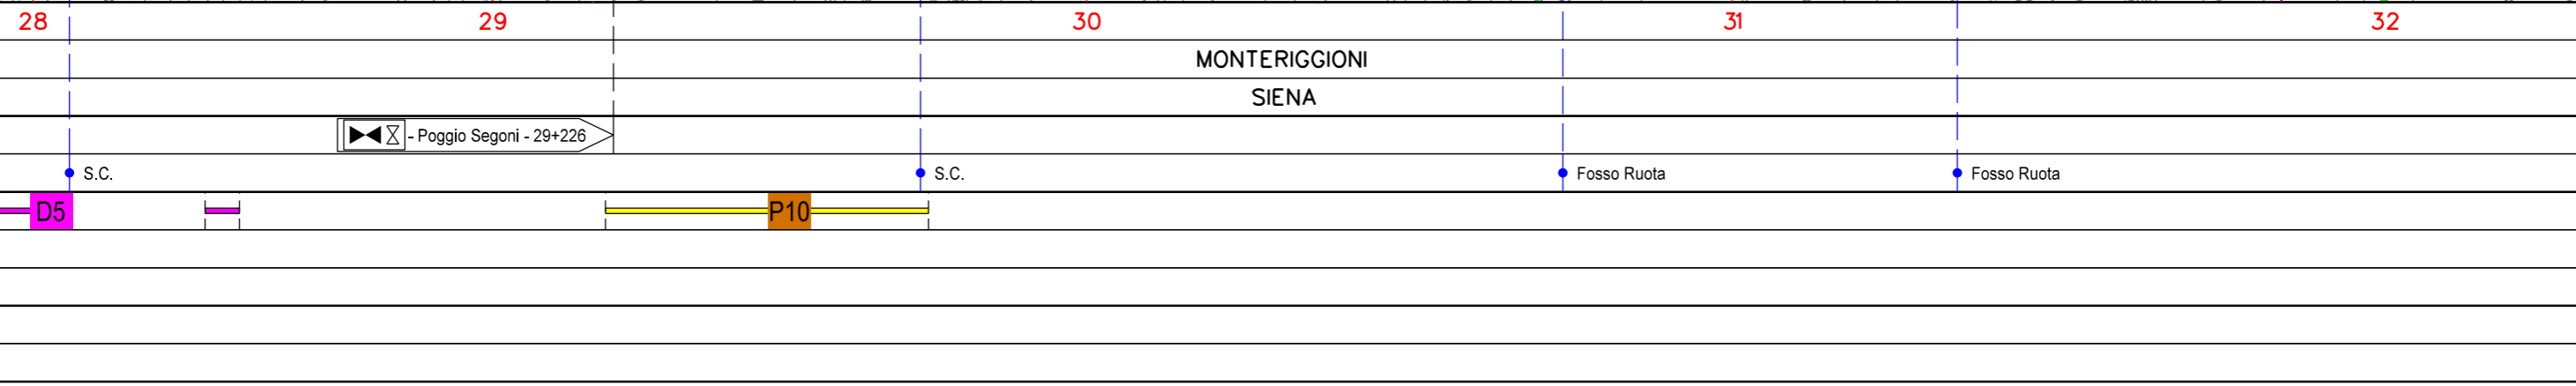 28 29 30 31 32
MONTERIGGIONI
SIENA
- Poggio Segoni - 29+226
S.C. S.C. Fosso Ruota Fosso Ruota
D5 P10